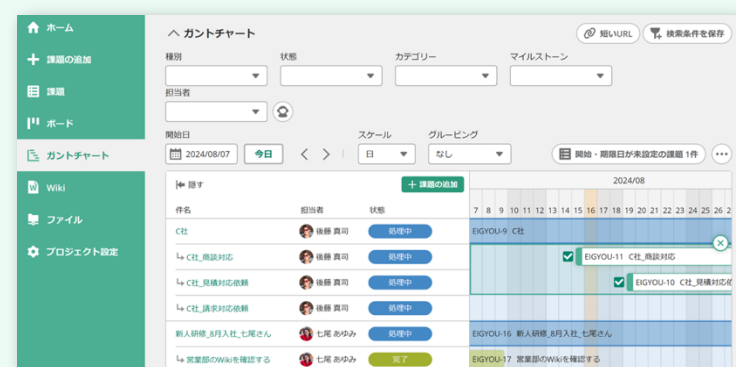 ホーム
課題の追加
課題
ボード
ガントチャート
Wiki
ファイル
プロジェクト設定
ガントチャート
短いURL
検索条件を保存
種別
状態
カテゴリー
マイルストーン
担当者
開始日
スケール
グルーピング
2024/08/07
今日
日
なし
開始・期限日が未設定の課題 1件
隠す
課題の追加
2024/08
件名
担当者
状態
7 8 9 10 11 12 13 14 15 16 17 18 19 20 21 22 23 24 25 26 2
C社
後藤 真司
処理中
EIGYOU-9 C社
C社_商談対応
後藤 真司
処理中
EIGYOU-11 C社_商談対応
C社_見積対応依頼
後藤 真司
処理中
EIGYOU-10 C社_見積対応依
C社_請求対応依頼
後藤 真司
処理中
新人研修_8月入社_七尾さん
七尾 あゆみ
処理中
EIGYOU-16 新人研修_8月入社_七尾さん
営業部のWikiを確認する
七尾 あゆみ
完了
EIGYOU-17 営業部のWikiを確認する